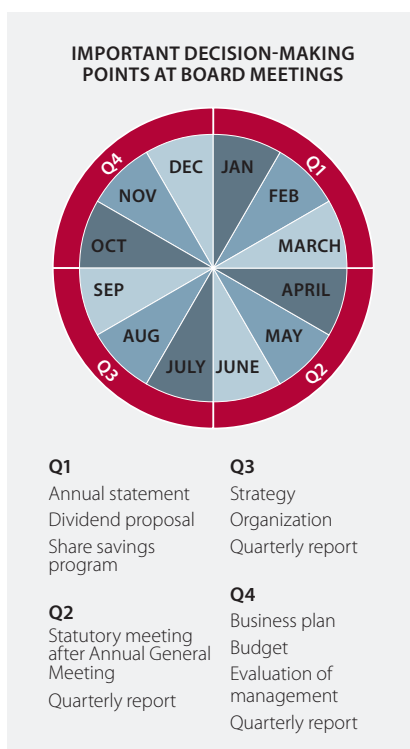 IMPORTANT DECISION-MAKING
POINTS AT BOARD MEETINGS
Q4
DEC
JAN
Q1
NOV
FEB
OCT
MARCH
SEP
APRIL
AUG
MAY
Q3
JULY
JUNE
Q2
Q1
Annual statement
Dividend proposal
Share savings
program
Q2
Statutory meeting
after Annual General
Meeting
Quarterly report
Q3
Strategy
Organization
Quarterly report
Q4
Business plan
Budget
Evaluation of
management
Quarterly report